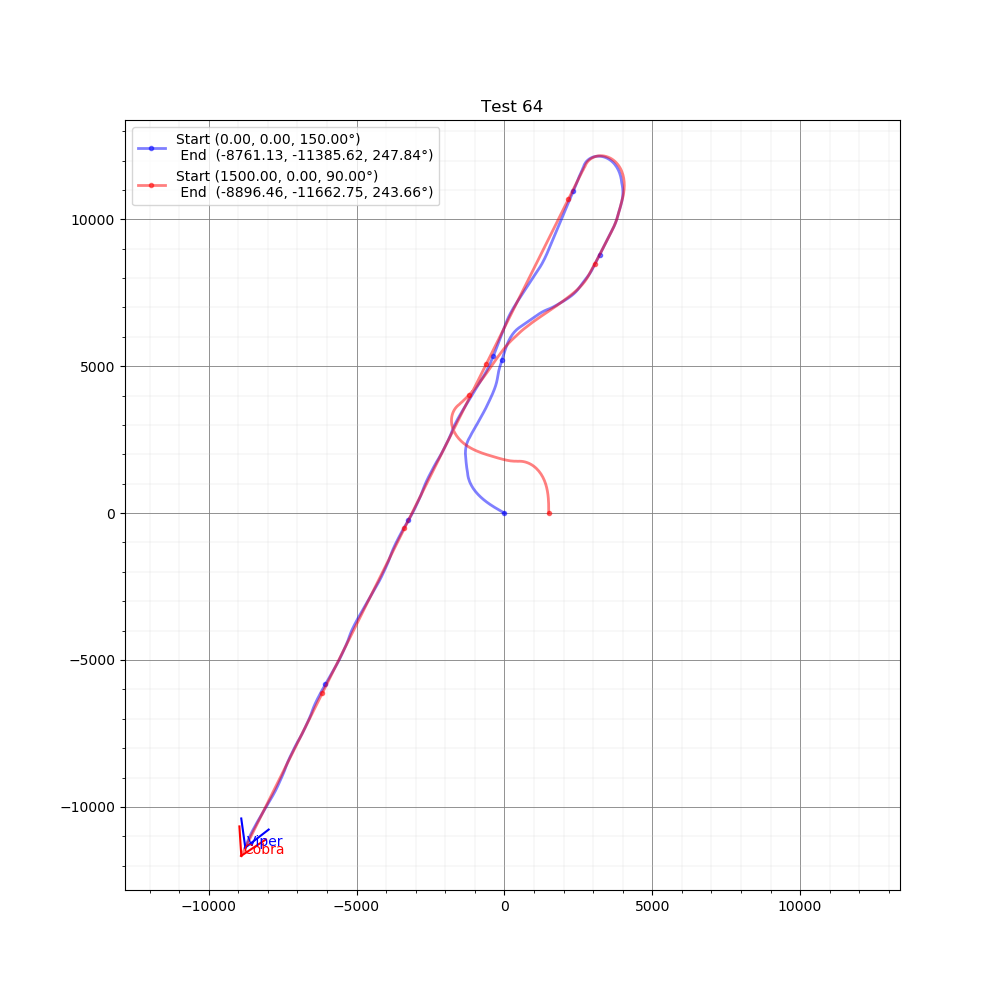 Test 64
Start (0.00, 0.00, 150.00°)
End (-8761.13, -11385.62, 247.84°)
Start (1500.00, 0.00, 90.00°)
End (-8896.46, -11662.75, 243.66°)
10000
5000
0
−5000
−10000
Viper
Cobra
−10000 −5000 0 5000 10000